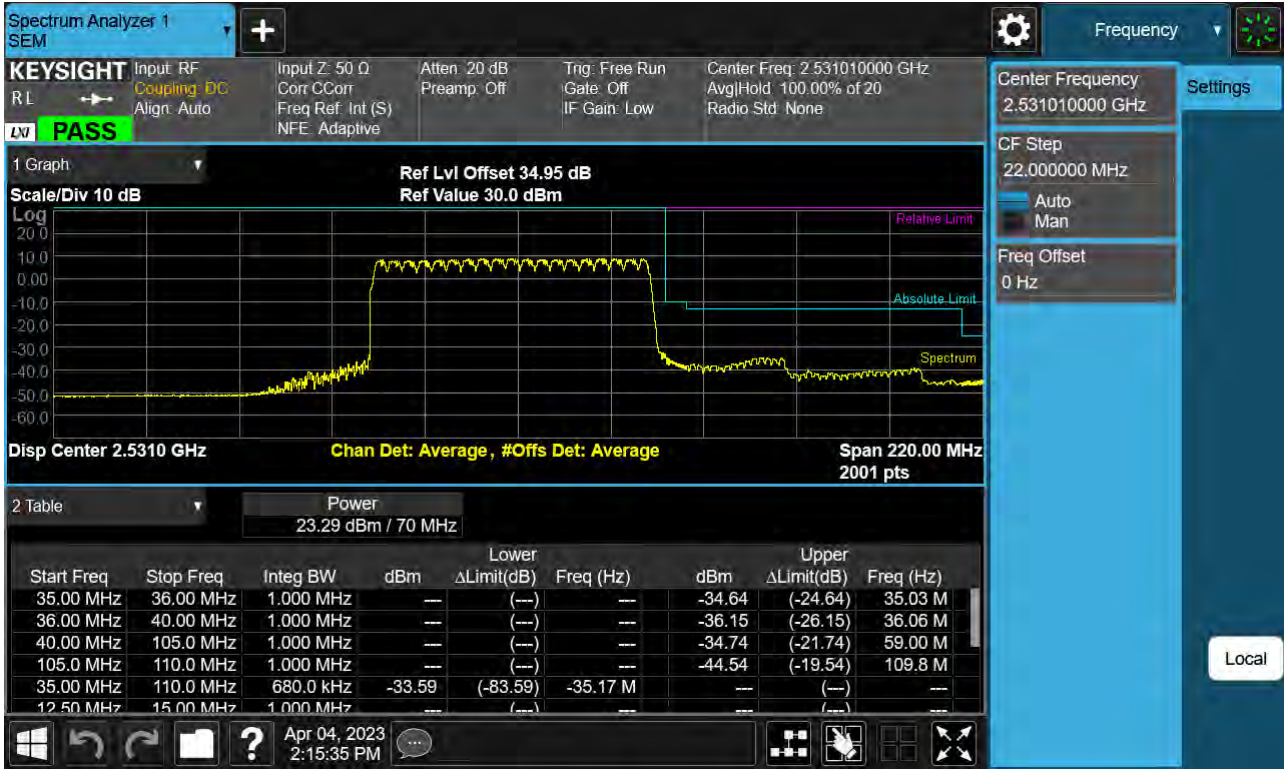 Spectrum Analyzer 1
SEM
Frequency
KEYSIGHT
Input: RF
Coupling: DC
Align: Auto
Input Z: 50 Ω
Corr CCorr
Freq Ref: Int (S)
NFE: Adaptive
Atten: 20 dB
Preamp: Off
Trig: Free Run
Gate: Off
IF Gain: Low
Center Freq: 2.531010000 GHz
Avg|Hold: 100.00% of 20
Radio Std: None
R L
LXI PASS
Center Frequency
2.531010000 GHz
Settings
CF Step
22.000000 MHz
Auto
Man
Freq Offset
0 Hz
1 Graph
Scale/Div 10 dB
Ref Lvl Offset 34.95 dB
Ref Value 30.0 dBm
Log
20.0
10.0
0.00
-10.0
-20.0
-30.0
-40.0
-50.0
-60.0
Relative Limit
Absolute Limit
Spectrum
Disp Center 2.5310 GHz
Chan Det: Average, #Offs Det: Average
Span 220.00 MHz
2001 pts
2 Table
Power
23.29 dBm / 70 MHz
Lower Upper
Start Freq Stop Freq Integ BW dBm ΔLimit(dB) Freq (Hz) dBm ΔLimit(dB) Freq (Hz)
35.00 MHz 36.00 MHz 1.000 MHz --- (---) --- -34.64 (-24.64) 35.03 M
36.00 MHz 40.00 MHz 1.000 MHz --- (---) --- -36.15 (-26.15) 36.06 M
40.00 MHz 105.0 MHz 1.000 MHz --- (---) --- -34.74 (-21.74) 59.00 M
105.0 MHz 110.0 MHz 1.000 MHz --- (---) --- -44.54 (-19.54) 109.8 M
35.00 MHz 110.0 MHz 680.0 kHz -33.59 (-83.59) -35.17 M --- (---) ---
12.50 MHz 15.00 MHz 1.000 MHz --- (---) --- --- (---) ---
Local
Apr 04, 2023
2:15:35 PM